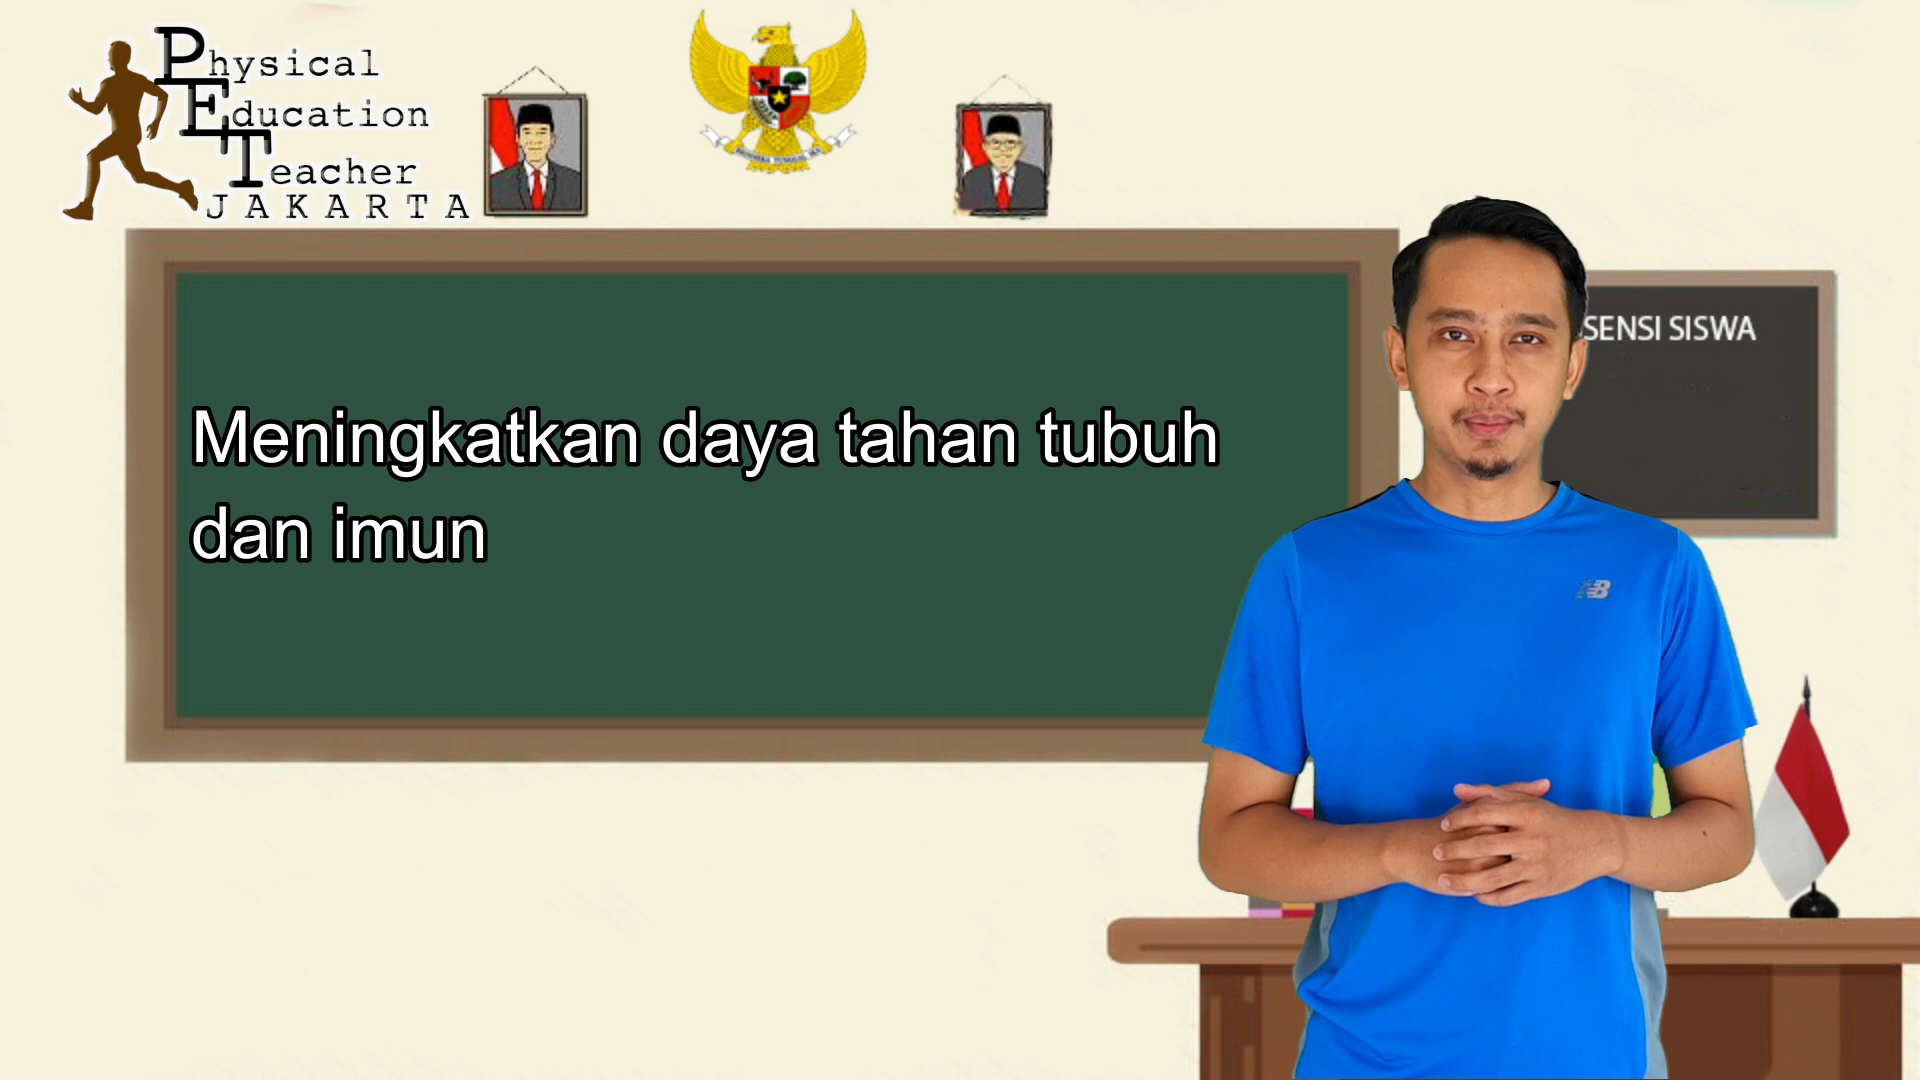 Physical
Education
Teacher
JAKARTA
SENSI SISWA
Meningkatkan daya tahan tubuh
dan imun